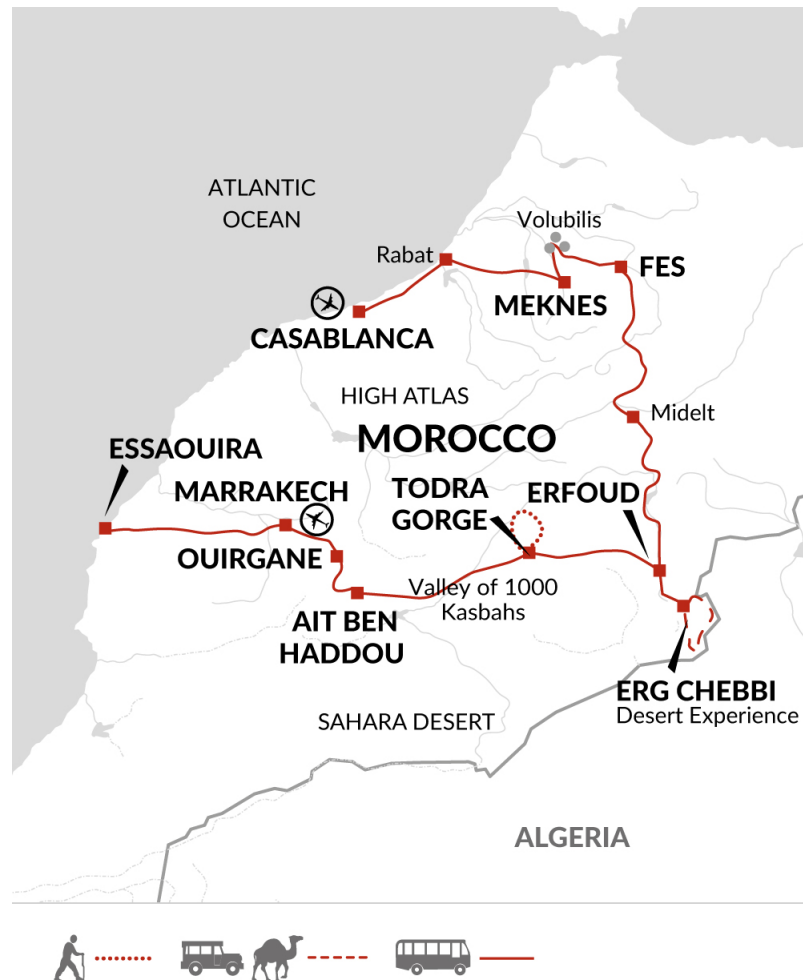 ATLANTIC
OCEAN
Volubilis
Rabat
FES
MEKNES
CASABLANCA
HIGH ATLAS
MOROCCO
Midelt
ESSAOUIRA
MARRAKECH
TODRA
GORGE
ERFOUD
OUIRGANE
Valley of 1000
Kasbahs
AIT BEN
HADDOU
ERG CHEBBI
Desert Experience
SAHARA DESERT
ALGERIA